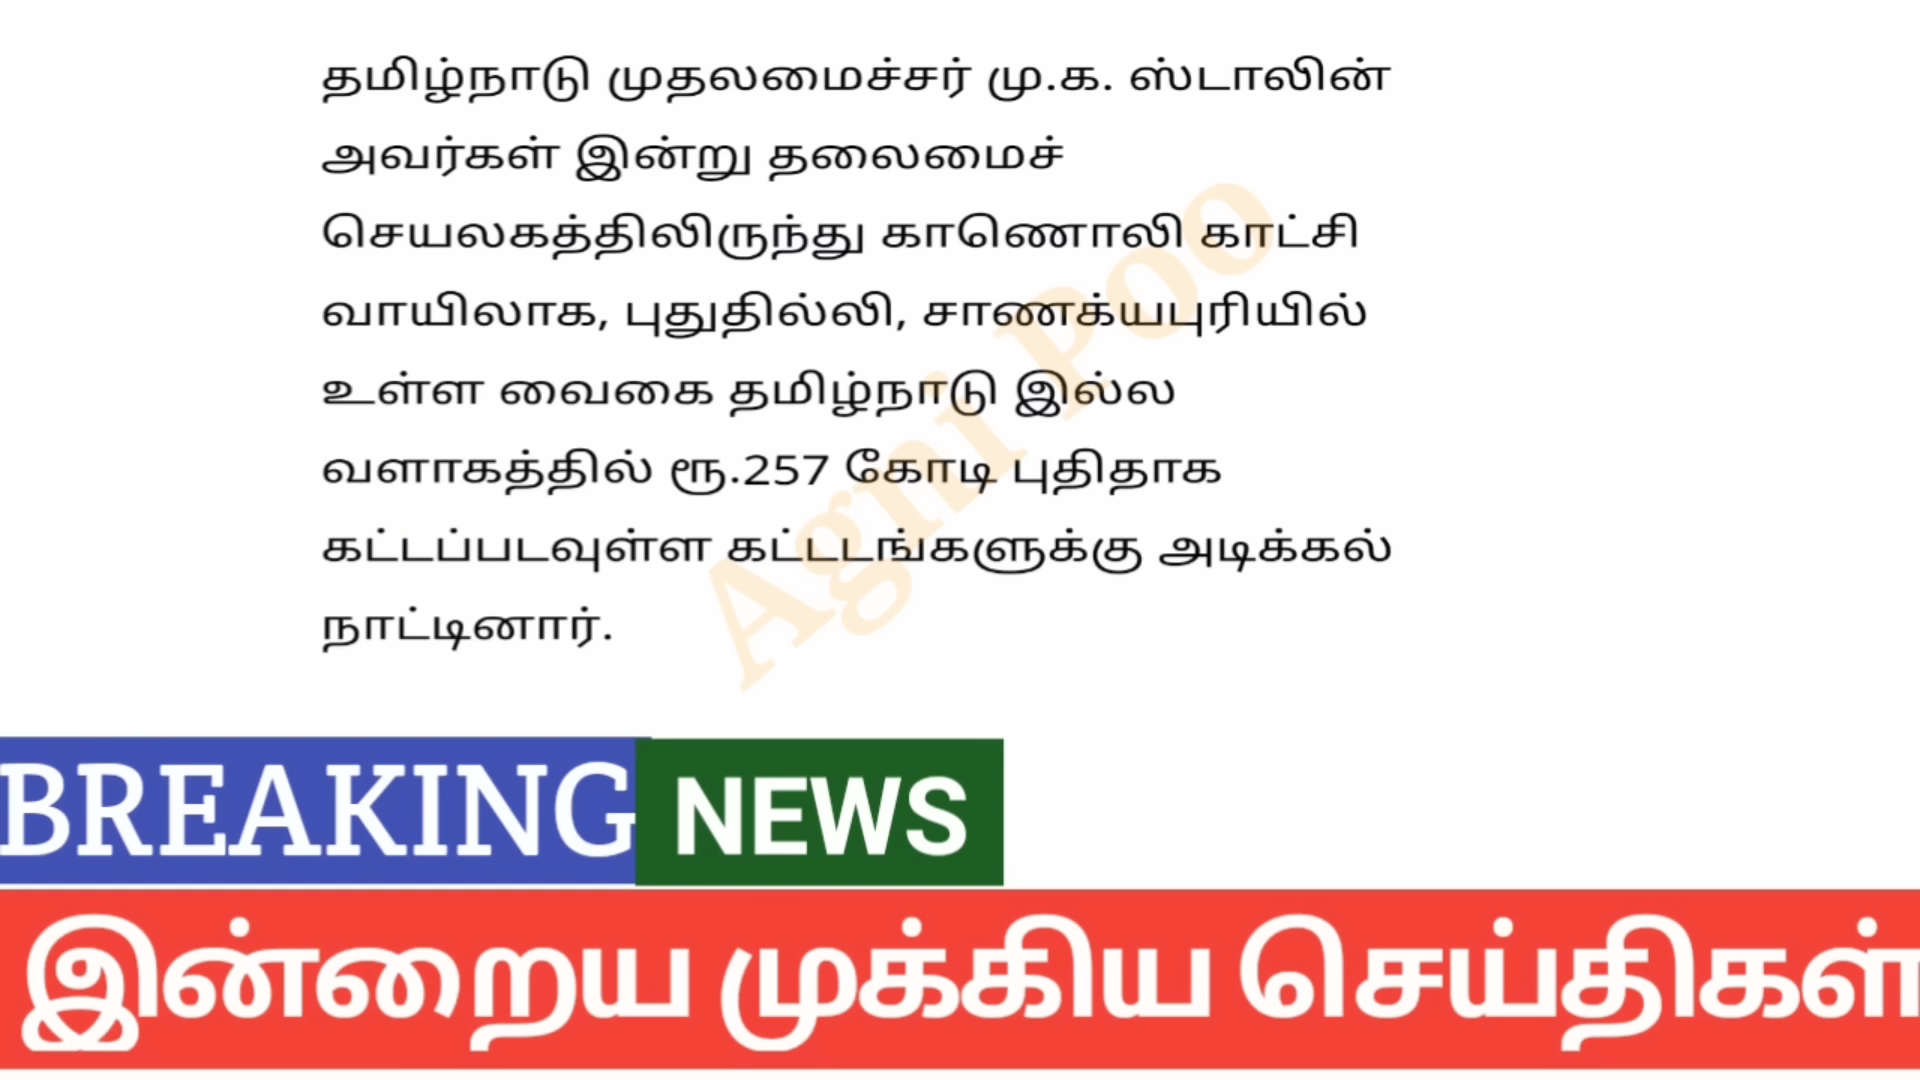 தமிழ்நாடு முதலமைச்சர் மு.க. ஸ்டாலின்
அவர்கள் இன்று தலைமைச்
செயலகத்திலிருந்து காணொலி காட்சி
வாயிலாக, புதுதில்லி, சாணக்யபுரியில்
உள்ள வைகை தமிழ்நாடு இல்ல
வளாகத்தில் ரூ.257 கோடி புதிதாக
கட்டப்படவுள்ள கட்டடங்களுக்கு அடிக்கல்
நாட்டினார்.
Agni Poo
BREAKING NEWS
இன்றைய முக்கிய செய்திகள்